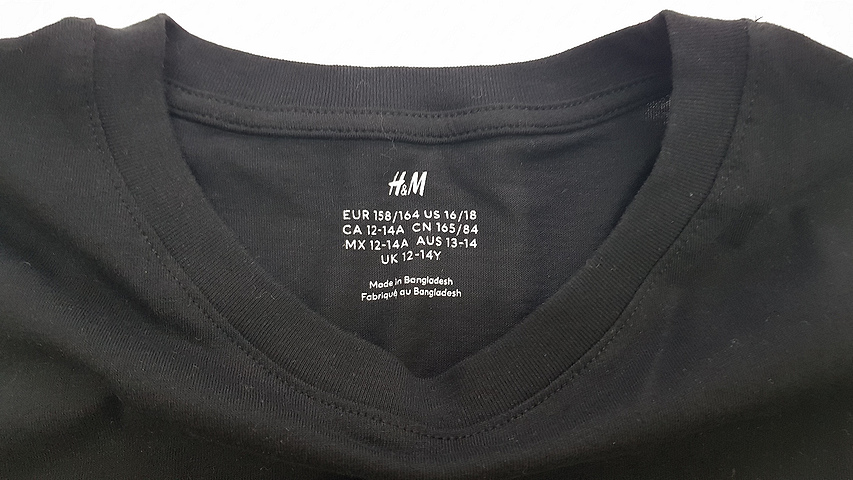 H&M
EUR 158/164 US 16/18
CA 12-14A CN 165/84
MX 12-14A AUS 13-14
UK 12-14Y
Made in Bangladesh
Fabriqué au Bangladesh